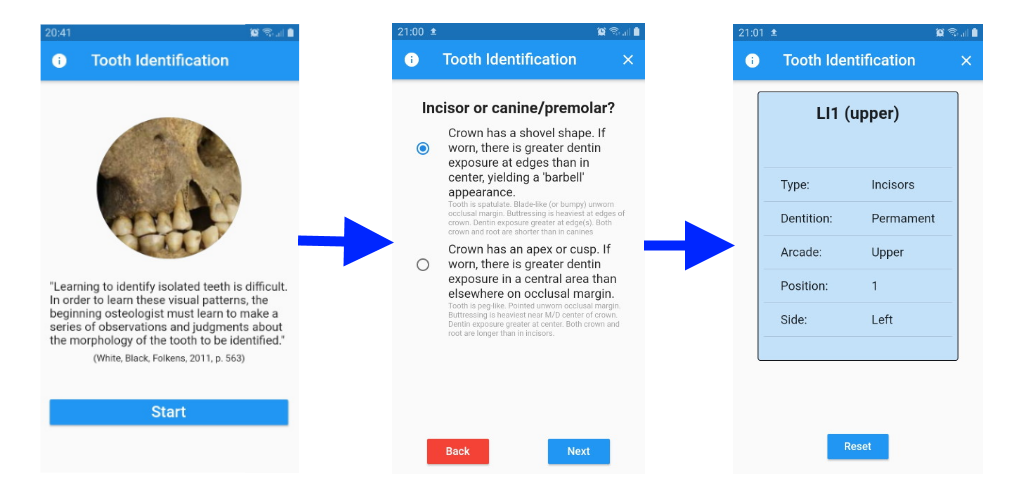 20:41
Tooth Identification
"Learning to identify isolated teeth is difficult.
In order to learn these visual patterns, the
beginning osteologist must learn to make a
series of observations and judgments about
the morphology of the tooth to be identified."
(White, Black, Folkens, 2011, p. 563)
Start
21:00
Tooth Identification
Incisor or canine/premolar?
Crown has a shovel shape. If
worn, there is greater dentin
exposure at edges than in
center, yielding a 'barbell'
appearance.
Tooth is spatulate. Blade-like (or bumpy) unworn
occlusal margin. Buttressing is heaviest at edges of
crown. Dentin exposure greater at edge(s). Both
crown and root are shorter than in canines
Crown has an apex or cusp. If
worn, there is greater dentin
exposure in a central area than
elsewhere on occlusal margin.
Tooth is peg-like. Pointed unworn occlusal margin.
Buttressing is heaviest near M/D center of crown.
Dentin exposure greater at center. Both crown and
root are longer than in incisors.
Back
Next
21:01
Tooth Identification
LI1 (upper)
Type: Incisors
Dentition: Permament
Arcade: Upper
Position: 1
Side: Left
Reset